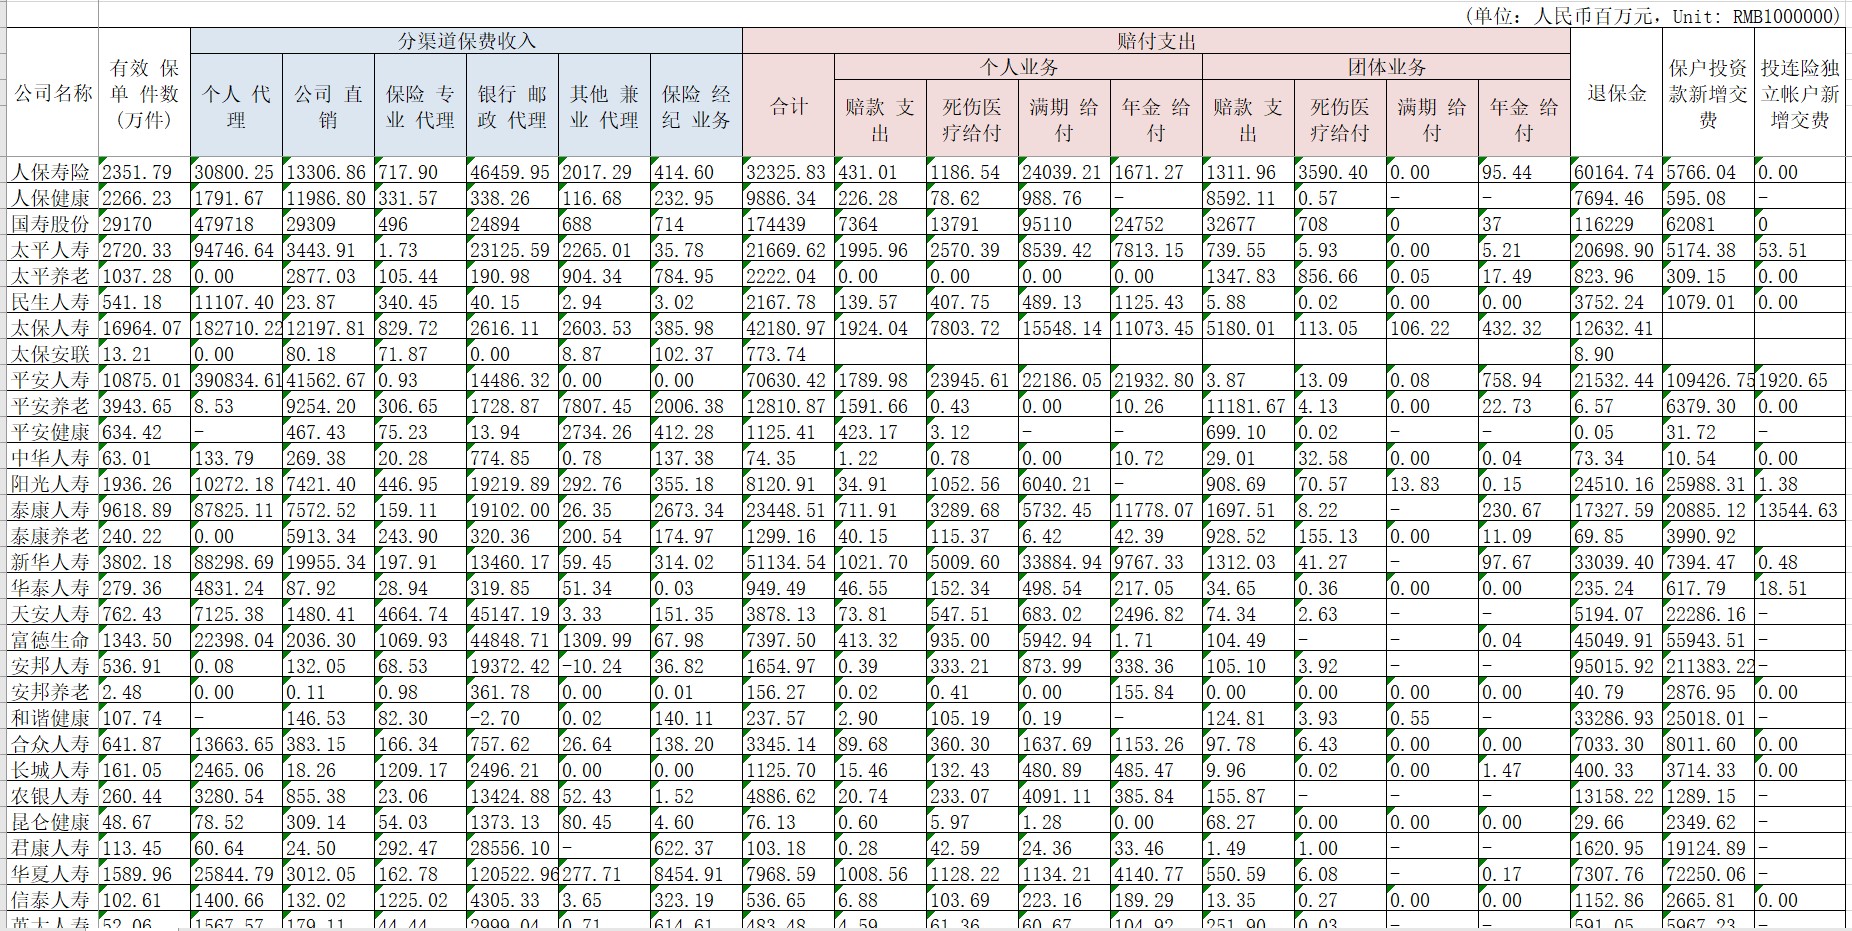 (单位：人民币百万元，Unit: RMB1000000)
公司名称 有效 保单 件数(万件) 分渠道保费收入 赔付支出 退保金 保户投资款新增交费 投连险独立帐户新增交费
个人业务 团体业务
个人 代理 公司 直销 保险 专业 代理 银行 邮政 代理 其他 兼业 代理 保险 经纪 业务 合计 赔款 支出 死伤医疗给付 满期 给付 年金 给付 赔款 支出 死伤医疗给付 满期 给付 年金 给付
人保寿险 2351.79 30800.25 13306.86 717.90 46459.95 2017.29 414.60 32325.83 431.01 1186.54 24039.21 1671.27 1311.96 3590.40 0.00 95.44 60164.74 5766.04 0.00
人保健康 2266.23 1791.67 11986.80 331.57 338.26 116.68 232.95 9886.34 226.28 78.62 988.76 - 8592.11 0.57 - - 7694.46 595.08 -
国寿股份 29170 479718 29309 496 24894 688 714 174439 7364 13791 95110 24752 32677 708 0 37 116229 62081 0
太平人寿 2720.33 94746.64 3443.91 1.73 23125.59 2265.01 35.78 21669.62 1995.96 2570.39 8539.42 7813.15 739.55 5.93 0.00 5.21 20698.90 5174.38 53.51
太平养老 1037.28 0.00 2877.03 105.44 190.98 904.34 784.95 2222.04 0.00 0.00 0.00 0.00 1347.83 856.66 0.05 17.49 823.96 309.15 0.00
民生人寿 541.18 11107.40 23.87 340.45 40.15 2.94 3.02 2167.78 139.57 407.75 489.13 1125.43 5.88 0.02 0.00 0.00 3752.24 1079.01 0.00
太保人寿 16964.07 182710.22 12197.81 829.72 2616.11 2603.53 385.98 42180.97 1924.04 7803.72 15548.14 11073.45 5180.01 113.05 106.22 432.32 12632.41
太保安联 13.21 0.00 80.18 71.87 0.00 8.87 102.37 773.74 8.90
平安人寿 10875.01 390834.61 41562.67 0.93 14486.32 0.00 0.00 70630.42 1789.98 23945.61 22186.05 21932.80 3.87 13.09 0.08 758.94 21532.44 109426.75 1920.65
平安养老 3943.65 8.53 9254.20 306.65 1728.87 7807.45 2006.38 12810.87 1591.66 0.43 0.00 10.26 11181.67 4.13 0.00 22.73 6.57 6379.30 0.00
平安健康 634.42 - 467.43 75.23 13.94 2734.26 412.28 1125.41 423.17 3.12 - - 699.10 0.02 - - 0.05 31.72 -
中华人寿 63.01 133.79 269.38 20.28 774.85 0.78 137.38 74.35 1.22 0.78 0.00 10.72 29.01 32.58 0.00 0.04 73.34 10.54 0.00
阳光人寿 1936.26 10272.18 7421.40 446.95 19219.89 292.76 355.18 8120.91 34.91 1052.56 6040.21 - 908.69 70.57 13.83 0.15 24510.16 25988.31 1.38
泰康人寿 9618.89 87825.11 7572.52 159.11 19102.00 26.35 2673.34 23448.51 711.91 3289.68 5732.45 11778.07 1697.51 8.22 - 230.67 17327.59 20885.12 13544.63
泰康养老 240.22 0.00 5913.34 243.90 320.36 200.54 174.97 1299.16 40.15 115.37 6.42 42.39 928.52 155.13 0.00 11.09 69.85 3990.92
新华人寿 3802.18 88298.69 19955.34 197.91 13460.17 59.45 314.02 51134.54 1021.70 5009.60 33884.94 9767.33 1312.03 41.27 - 97.67 33039.40 7394.47 0.48
华泰人寿 279.36 4831.24 87.92 28.94 319.85 51.34 0.03 949.49 46.55 152.34 498.54 217.05 34.65 0.36 0.00 0.00 235.24 617.79 18.51
天安人寿 762.43 7125.38 1480.41 4664.74 45147.19 3.33 151.35 3878.13 73.81 547.51 683.02 2496.82 74.34 2.63 - - 5194.07 22286.16 -
富德生命 1343.50 22398.04 2036.30 1069.93 44848.71 1309.99 67.98 7397.50 413.32 935.00 5942.94 1.71 104.49 - - 0.04 45049.91 55943.51 -
安邦人寿 536.91 0.08 132.05 68.53 19372.42 -10.24 36.82 1654.97 0.39 333.21 873.99 338.36 105.10 3.92 - - 95015.92 211383.22 -
安邦养老 2.48 0.00 0.11 0.98 361.78 0.00 0.01 156.27 0.02 0.41 0.00 155.84 0.00 0.00 0.00 0.00 40.79 2876.95 0.00
和谐健康 107.74 - 146.53 82.30 -2.70 0.02 140.11 237.57 2.90 105.19 0.19 - 124.81 3.93 0.55 - 33286.93 25018.01 -
合众人寿 641.87 13663.65 383.15 166.34 757.62 26.64 138.20 3345.14 89.68 360.30 1637.69 1153.26 97.78 6.43 0.00 0.00 7033.30 8011.60 0.00
长城人寿 161.05 2465.06 18.26 1209.17 2496.21 0.00 0.00 1125.70 15.46 132.43 480.89 485.47 9.96 0.02 0.00 1.47 400.33 3714.33 0.00
农银人寿 260.44 3280.54 855.38 23.06 13424.88 52.43 1.52 4886.62 20.74 233.07 4091.11 385.84 155.87 - - - 13158.22 1289.15 -
昆仑健康 48.67 78.52 309.14 54.03 1373.13 80.45 4.60 76.13 0.60 5.97 1.28 0.00 68.27 0.00 0.00 0.00 29.66 2349.62 -
君康人寿 113.45 60.64 24.50 292.47 28556.10 - 622.37 103.18 0.28 42.59 24.36 33.46 1.49 1.00 - - 1620.95 19124.89 -
华夏人寿 1589.96 25844.79 3012.05 162.78 120522.96 277.71 8454.91 7968.59 1008.56 1128.22 1134.21 4140.77 550.59 6.08 - 0.17 7307.76 72250.06 -
信泰人寿 102.61 1400.66 132.02 1225.02 4305.33 3.65 323.19 536.65 6.88 103.69 223.16 189.29 13.35 0.27 0.00 0.00 1152.86 2665.81 0.00
英大人寿 52.06 1567.57 179.11 44.44 2999.04 0.71 614.61 483.48 4.59 61.36 60.67 104.92 251.90 0.03 - - 591.05 5967.23 -